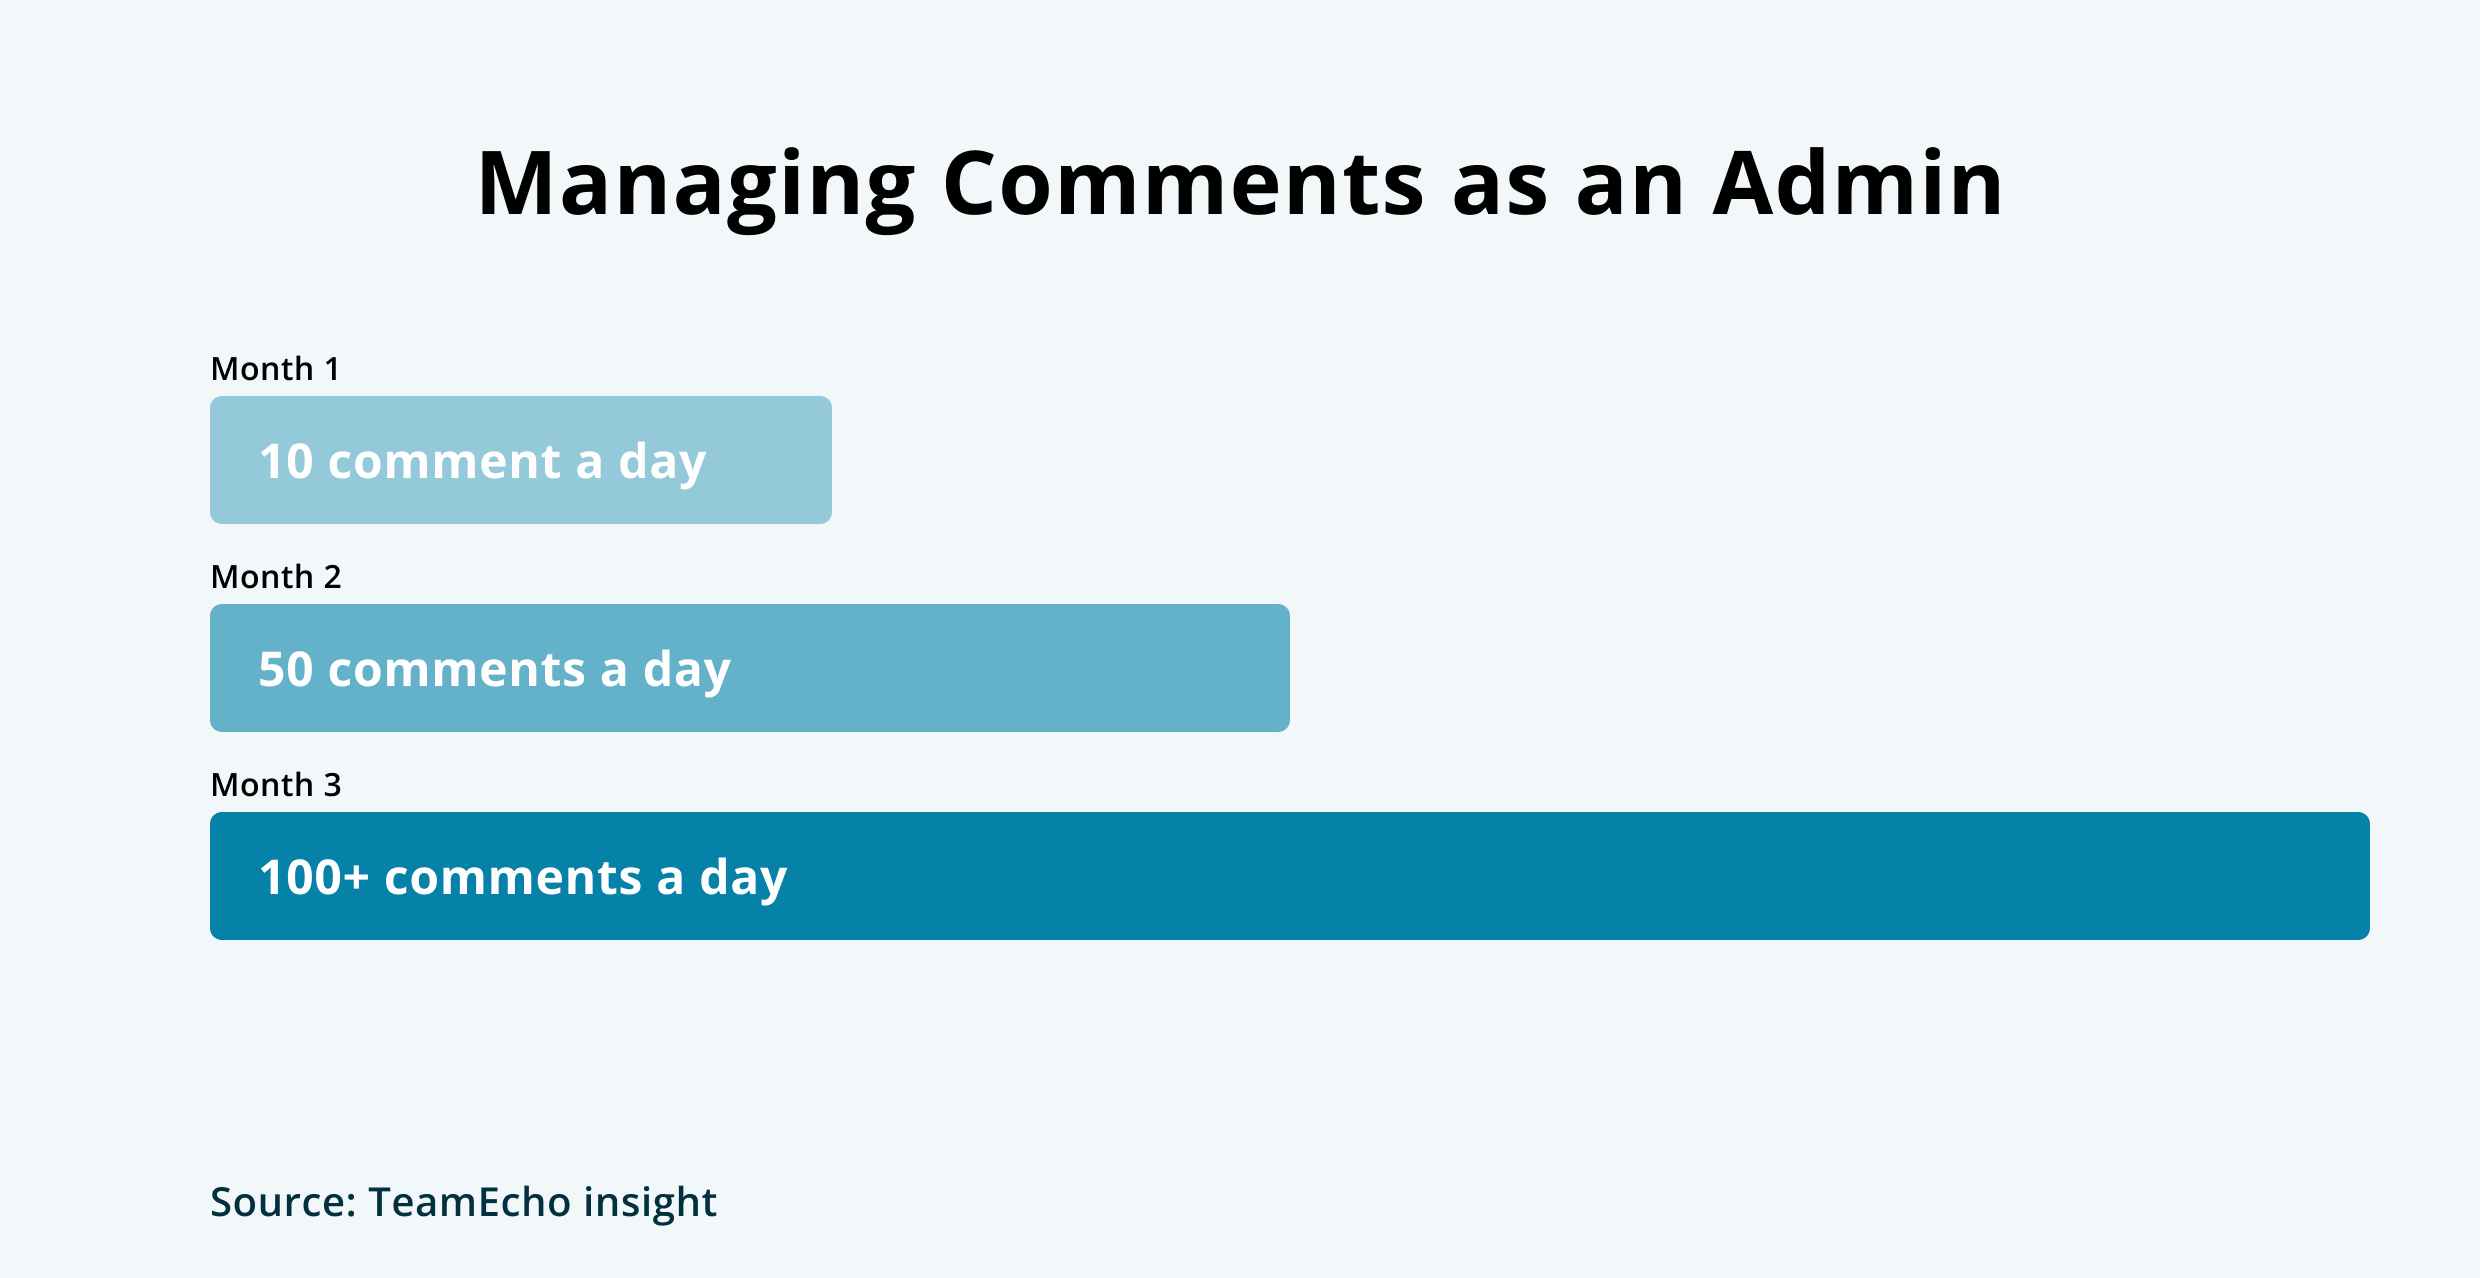 Managing Comments as an Admin
Month 1
10 comment a day
Month 2
50 comments a day
Month 3
100+ comments a day
Source: TeamEcho insight